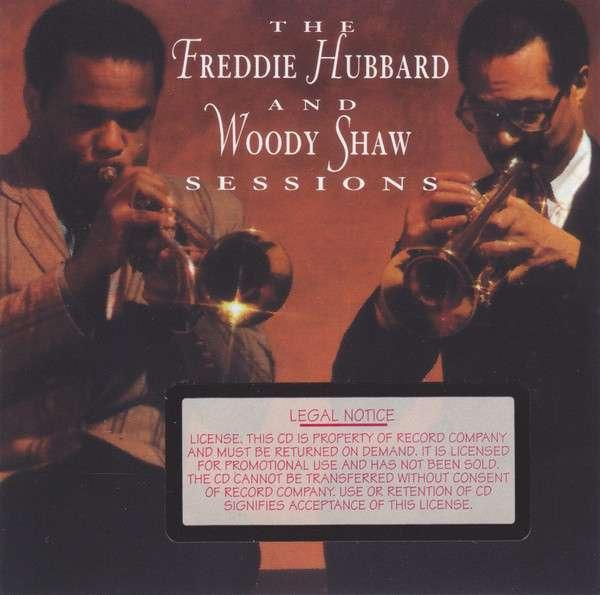 THE
FREDDIE HUBBARD
AND
WOODY SHAW
SESSIONS
LEGAL NOTICE
LICENSE. THIS CD IS PROPERTY OF RECORD COMPANY
AND MUST BE RETURNED ON DEMAND. IT IS LICENSED
FOR PROMOTIONAL USE AND HAS NOT BEEN SOLD.
THE CD CANNOT BE TRANSFERRED WITHOUT CONSENT
OF RECORD COMPANY. USE OR RETENTION OF CD
SIGNIFIES ACCEPTANCE OF THIS LICENSE.